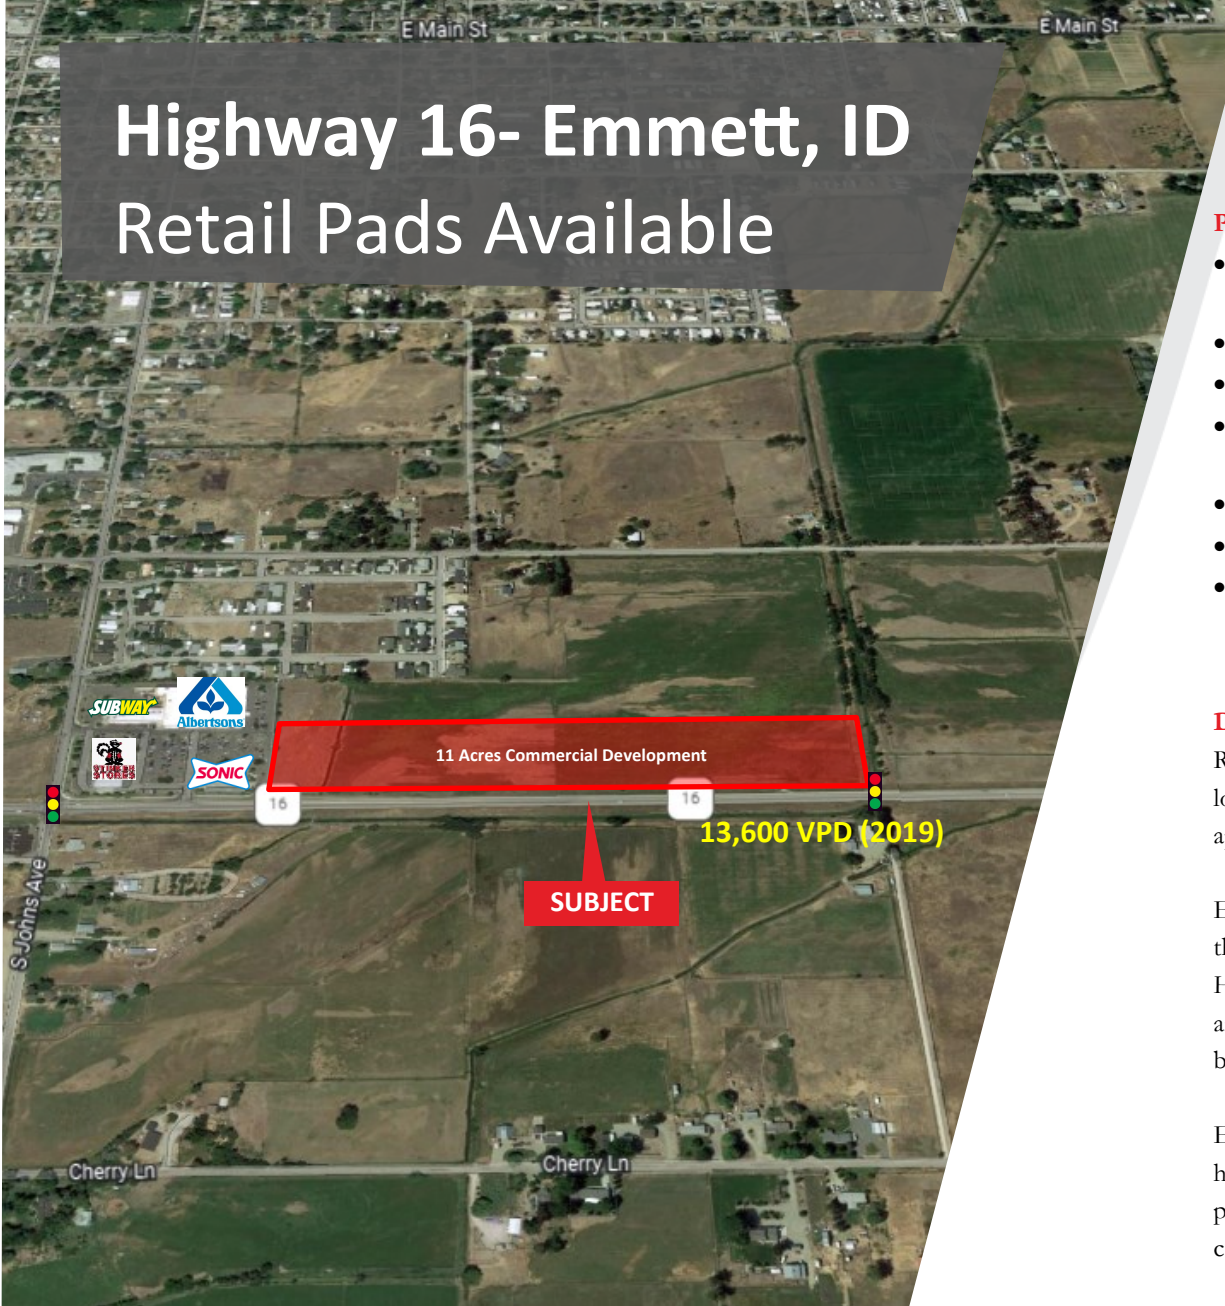 E Main St
E Main St
Highway 16- Emmett, ID
Retail Pads Available
SUBWAY
Albertsons
STORES
SONIC
11 Acres Commercial Development
16
16
13,600 VPD (2019)
SUBJECT
S Johns Ave
Cherry Ln
Cherry Ln